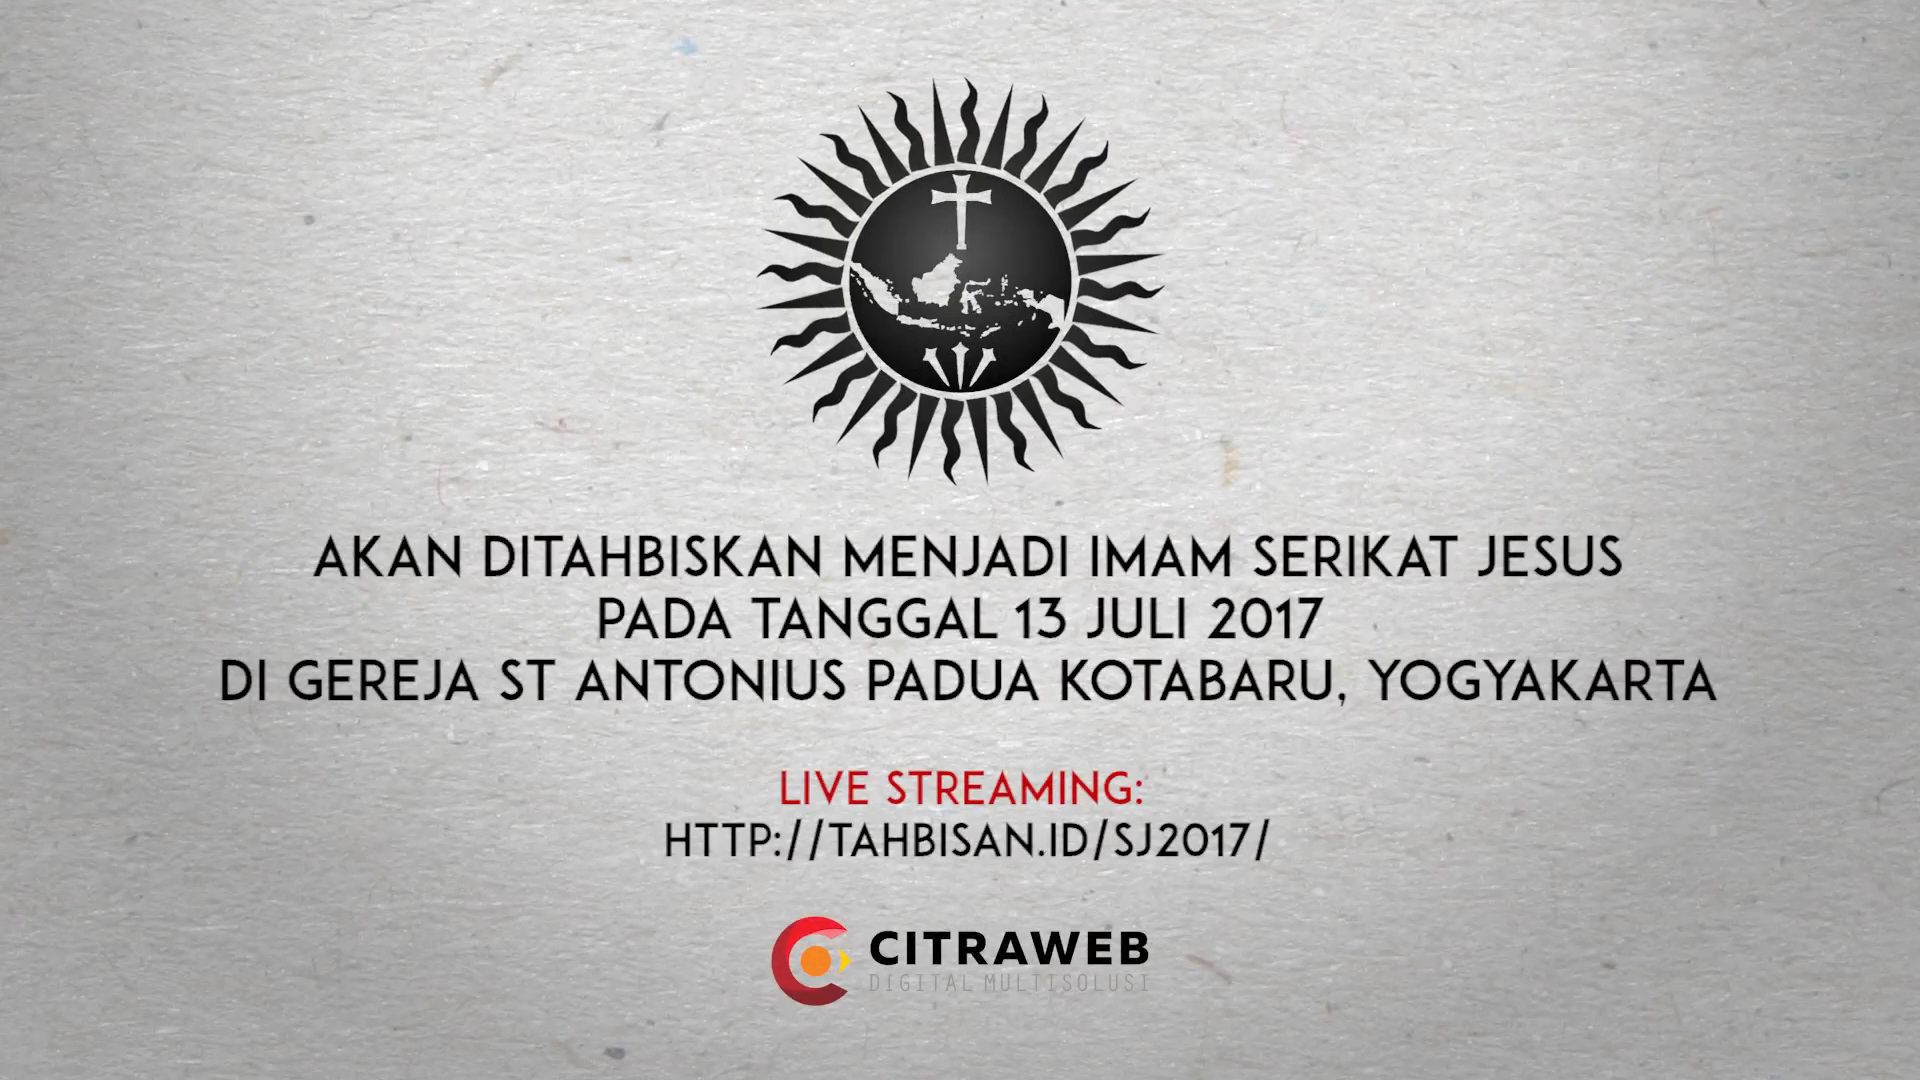 AKAN DITAHBISKAN MENJADI IMAM SERIKAT JESUS
PADA TANGGAL 13 JULI 2017
DI GEREJA ST ANTONIUS PADUA KOTABARU, YOGYAKARTA
LIVE STREAMING:
HTTP://TAHBISAN.ID/SJ2017/
CITRAWEB
DIGITAL MULTISOLUSI